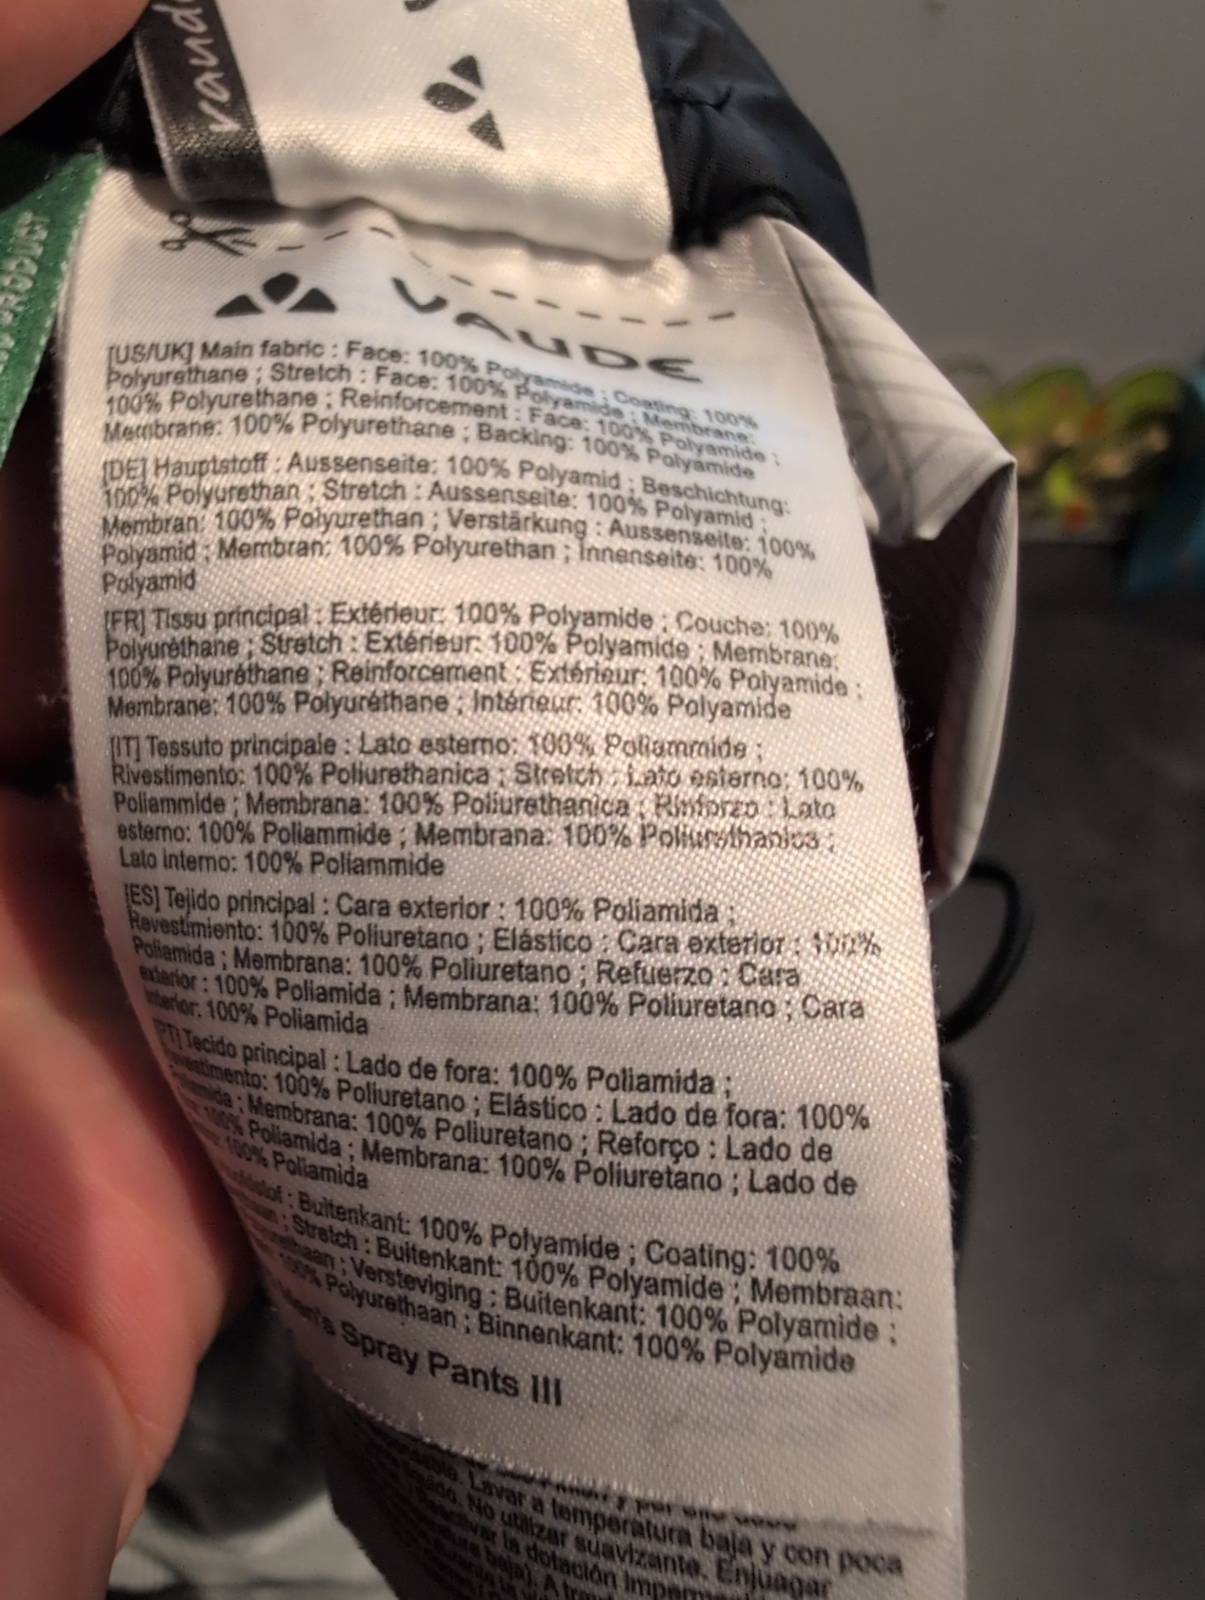 vaude
PRODUCT
VAUDE
[US/UK] Main fabric : Face: 100% Polyamide ; Coating: 100%
Polyurethane ; Stretch : Face: 100% Polyamide ; Membrane:
100% Polyurethane ; Reinforcement : Face: 100% Polyamide ;
Membrane: 100% Polyurethane ; Backing: 100% Polyamide
[DE] Hauptstoff : Aussenseite: 100% Polyamid ; Beschichtung:
100% Polyurethan ; Stretch : Aussenseite: 100% Polyamid ;
Membran: 100% Polyurethan ; Verstärkung : Aussenseite: 100%
Polyamid ; Membran: 100% Polyurethan ; Innenseite: 100%
Polyamid
[FR] Tissu principal : Extérieur: 100% Polyamide ; Couche: 100%
Polyuréthane ; Stretch : Extérieur: 100% Polyamide ; Membrane:
100% Polyuréthane ; Reinforcement : Extérieur: 100% Polyamide ;
Membrane: 100% Polyuréthane ; Intérieur: 100% Polyamide
[IT] Tessuto principale : Lato esterno: 100% Poliammide ;
Rivestimento: 100% Poliurethanica ; Stretch : Lato esterno: 100%
Poliammide ; Membrana: 100% Poliurethanica ; Rinforzo : Lato
esterno: 100% Poliammide ; Membrana: 100% Poliurethanica ;
Lato interno: 100% Poliammide
[ES] Tejido principal : Cara exterior : 100% Poliamida ;
Revestimiento: 100% Poliuretano ; Elástico : Cara exterior : 100%
Poliamida ; Membrana: 100% Poliuretano ; Refuerzo : Cara
exterior : 100% Poliamida ; Membrana: 100% Poliuretano ; Cara
interior: 100% Poliamida
Tecido principal : Lado de fora: 100% Poliamida ;
100% Poliuretano ; Elástico : Lado de fora: 100%
; Membrana: 100% Poliuretano ; Reforço : Lado de
100% Poliamida ; Membrana: 100% Poliuretano ; Lado de
100% Poliamida
: Buitenkant: 100% Polyamide ; Coating: 100%
; Stretch : Buitenkant: 100% Polyamide ; Membraan:
; Versteviging : Buitenkant: 100% Polyamide ;
100% Polyurethaan ; Binnenkant: 100% Polyamide
Spray Pants III
Lavar a temperatura baja y con poca
No utilizar suavizante. Enjuagar
la dotación
baja).